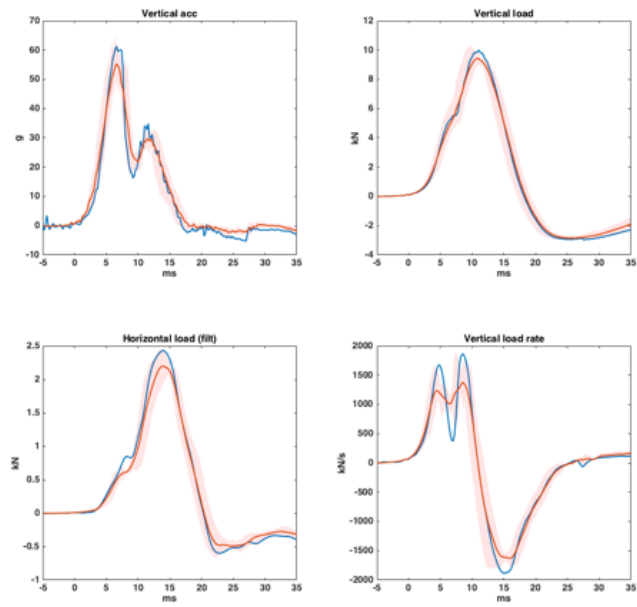 Vertical acc
70
60
50
40
30
20
10
0
-10
g
-5 0 5 10 15 20 25 30 35
ms
Vertical load
12
10
8
6
4
2
0
-2
-4
kN
-5 0 5 10 15 20 25 30 35
ms
Horizontal load (filt)
2.5
2
1.5
1
0.5
0
-0.5
-1
kN
-5 0 5 10 15 20 25 30 35
ms
Vertical load rate
2000
1500
1000
500
0
-500
-1000
-1500
-2000
kN/s
-5 0 5 10 15 20 25 30 35
ms